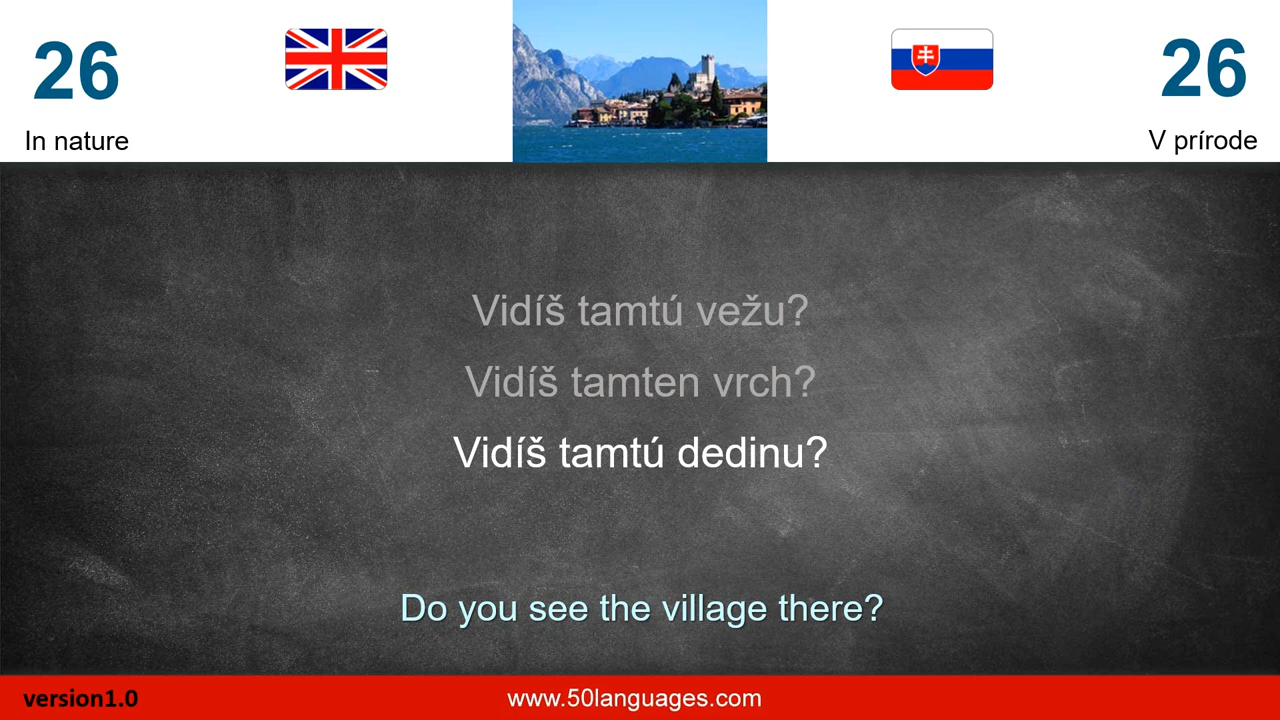 26
In nature
26
V prírode
Vidíš tamtú vežu?
Vidíš tamten vrch?
Vidíš tamtú dedinu?
Do you see the village there?
version1.0
www.50languages.com